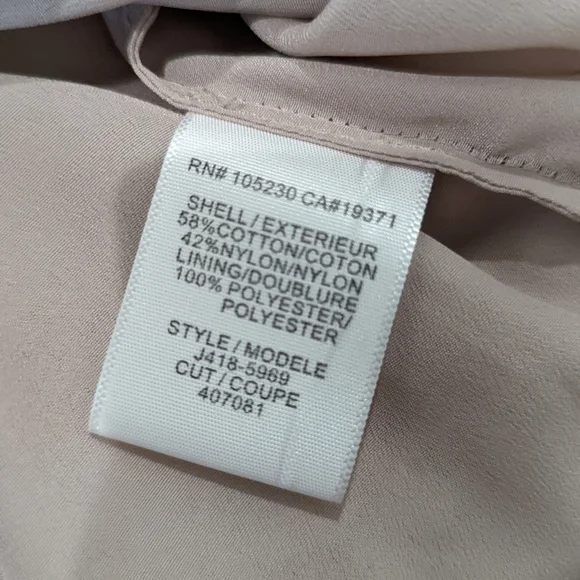 RN# 105230 CA#19371
SHELL/EXTERIEUR
58%COTTON/COTON
42%NYLON/NYLON
LINING/DOUBLURE
100% POLYESTER/
POLYESTER
STYLE/MODELE
J418-5969
CUT/COUPE
407081